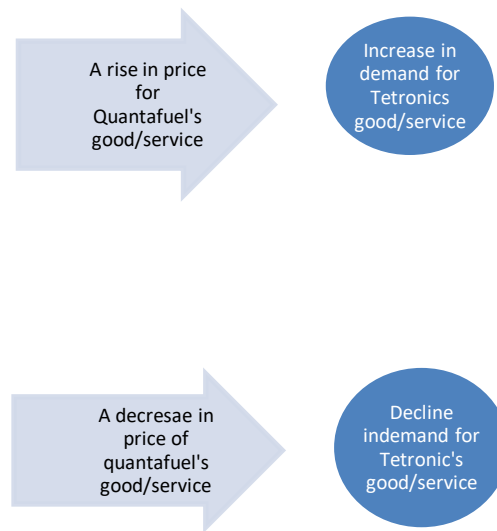 A rise in price
for
Quantafuel's
good/service
Increase in
demand for
Tetronics
good/service
A decresae in
price of
quantafuel's
good/service
Decline
indemand for
Tetronic's
good/service